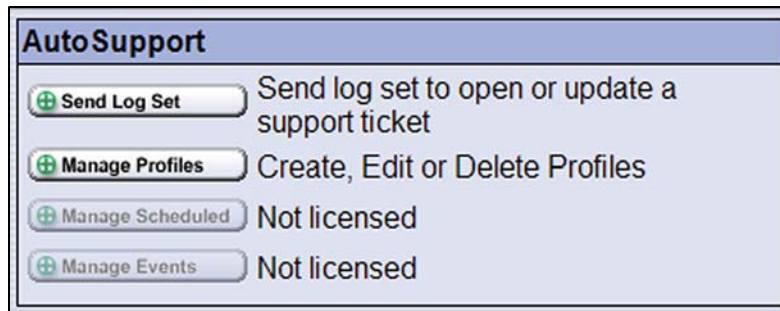 AutoSupport
Send Log Set Send log set to open or update a
support ticket
Manage Profiles Create, Edit or Delete Profiles
Manage Scheduled Not licensed
Manage Events Not licensed